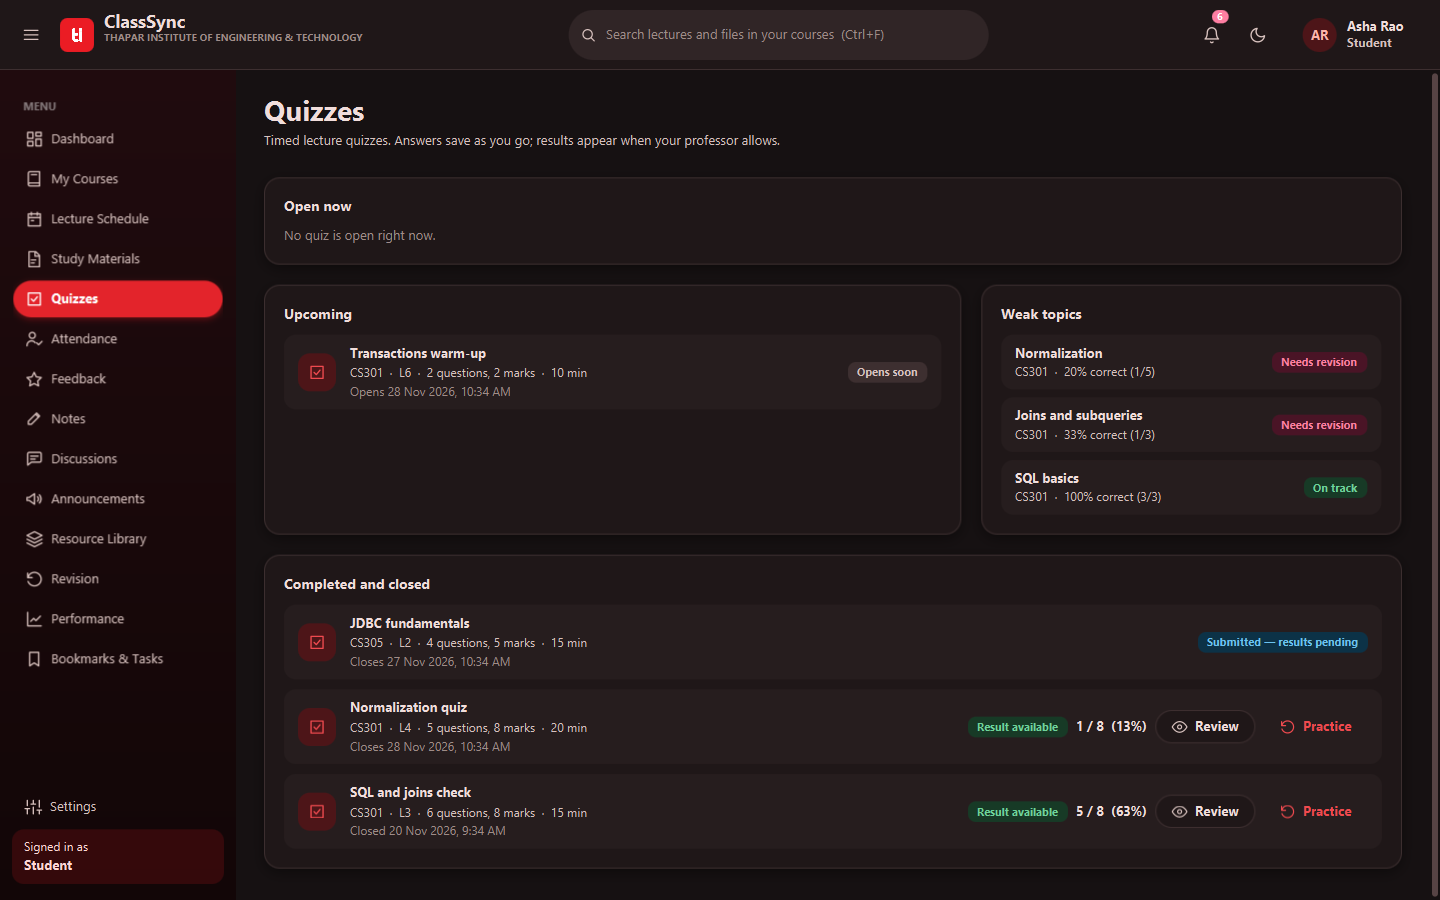 ClassSync
THAPAR INSTITUTE OF ENGINEERING & TECHNOLOGY
Search lectures and files in your courses (Ctrl+F)
6
AR
Asha Rao
Student
MENU
Dashboard
My Courses
Lecture Schedule
Study Materials
Quizzes
Attendance
Feedback
Notes
Discussions
Announcements
Resource Library
Revision
Performance
Bookmarks & Tasks
Settings
Signed in as
Student
Quizzes
Timed lecture quizzes. Answers save as you go; results appear when your professor allows.
Open now
No quiz is open right now.
Upcoming
Transactions warm-up
CS301 · L6 · 2 questions, 2 marks · 10 min
Opens 28 Nov 2026, 10:34 AM
Opens soon
Weak topics
Normalization
CS301 · 20% correct (1/5)
Needs revision
Joins and subqueries
CS301 · 33% correct (1/3)
Needs revision
SQL basics
CS301 · 100% correct (3/3)
On track
Completed and closed
JDBC fundamentals
CS305 · L2 · 4 questions, 5 marks · 15 min
Closes 27 Nov 2026, 10:34 AM
Submitted — results pending
Normalization quiz
CS301 · L4 · 5 questions, 8 marks · 20 min
Closes 28 Nov 2026, 10:34 AM
Result available 1 / 8 (13%) Review Practice
SQL and joins check
CS301 · L3 · 6 questions, 8 marks · 15 min
Closed 20 Nov 2026, 9:34 AM
Result available 5 / 8 (63%) Review Practice